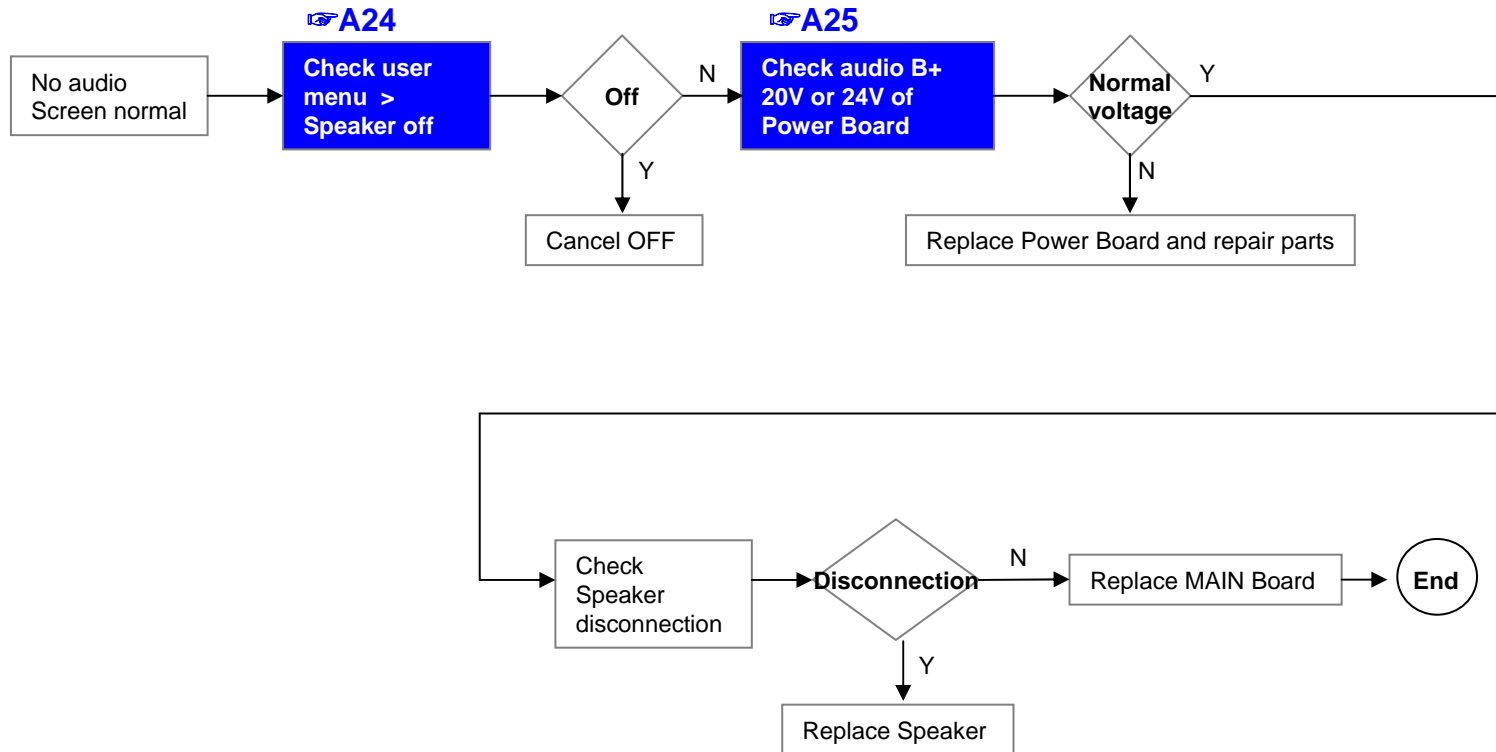 ☞A24
☞A25
No audio
Screen normal
Check user
menu >
Speaker off
Off
N
Check audio B+
20V or 24V of
Power Board
Normal
voltage
Y
Y
N
Cancel OFF
Replace Power Board and repair parts
Check
Speaker
disconnection
Disconnection
N
Replace MAIN Board
End
Y
Replace Speaker